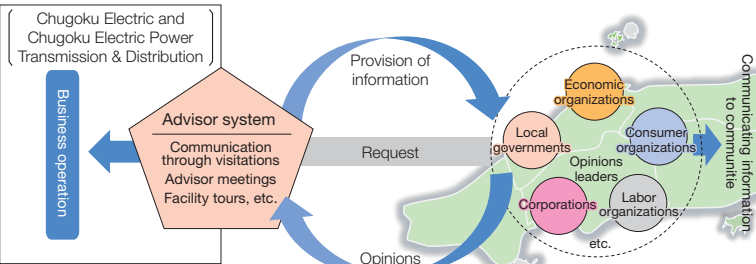 Chugoku Electric and
Chugoku Electric Power
Transmission & Distribution
Business operation
Advisor system
Communication
through visitations
Advisor meetings
Facility tours, etc.
Provision of
information
Request
Opinions
Economic
organizations
Local
governments
Consumer
organizations
Opinions
leaders
Corporations
Labor
organizations
etc.
Communicating information
to communitie